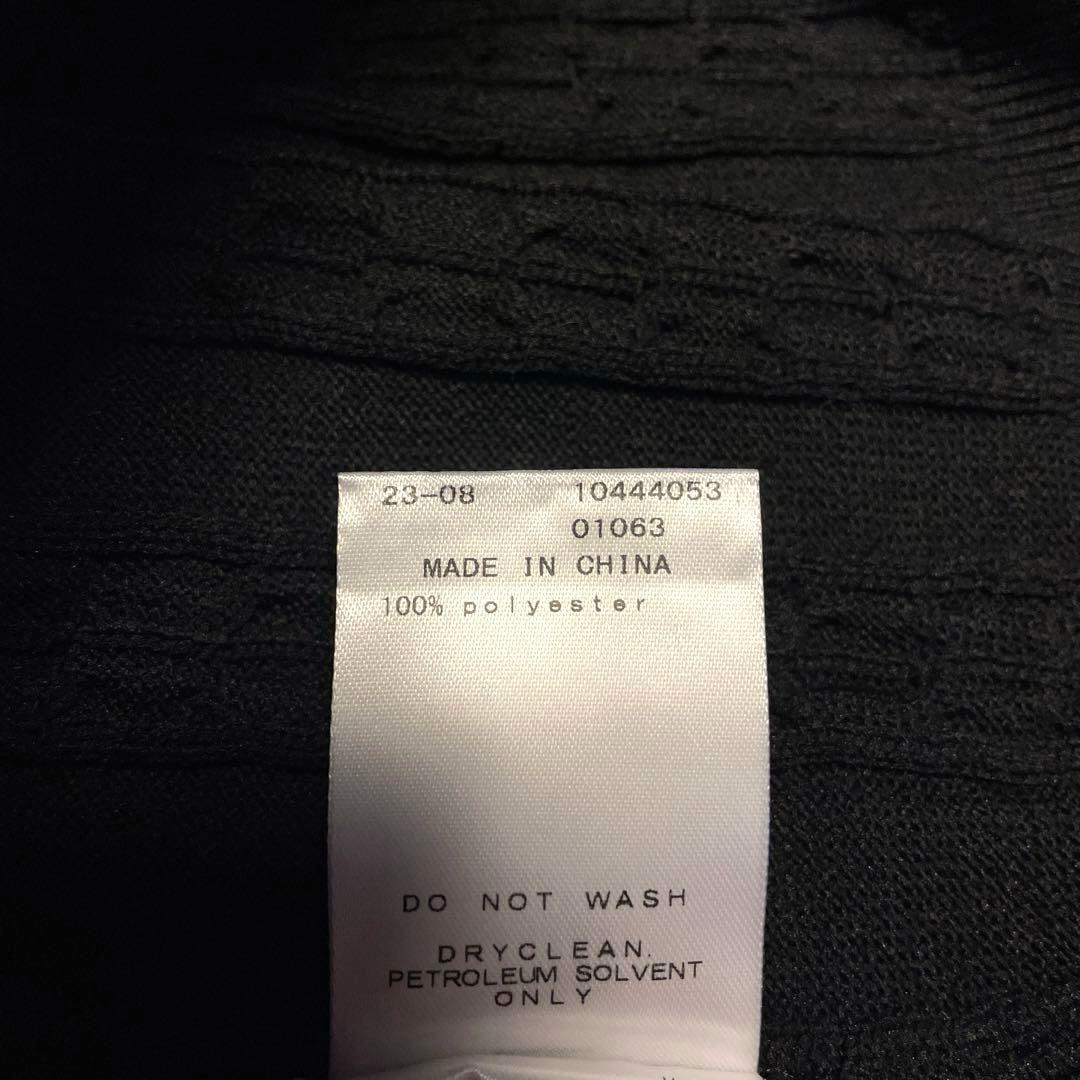 23-08 10444053
01063
MADE IN CHINA
100% polyester
DO NOT WASH
DRYCLEAN.
PETROLEUM SOLVENT
ONLY